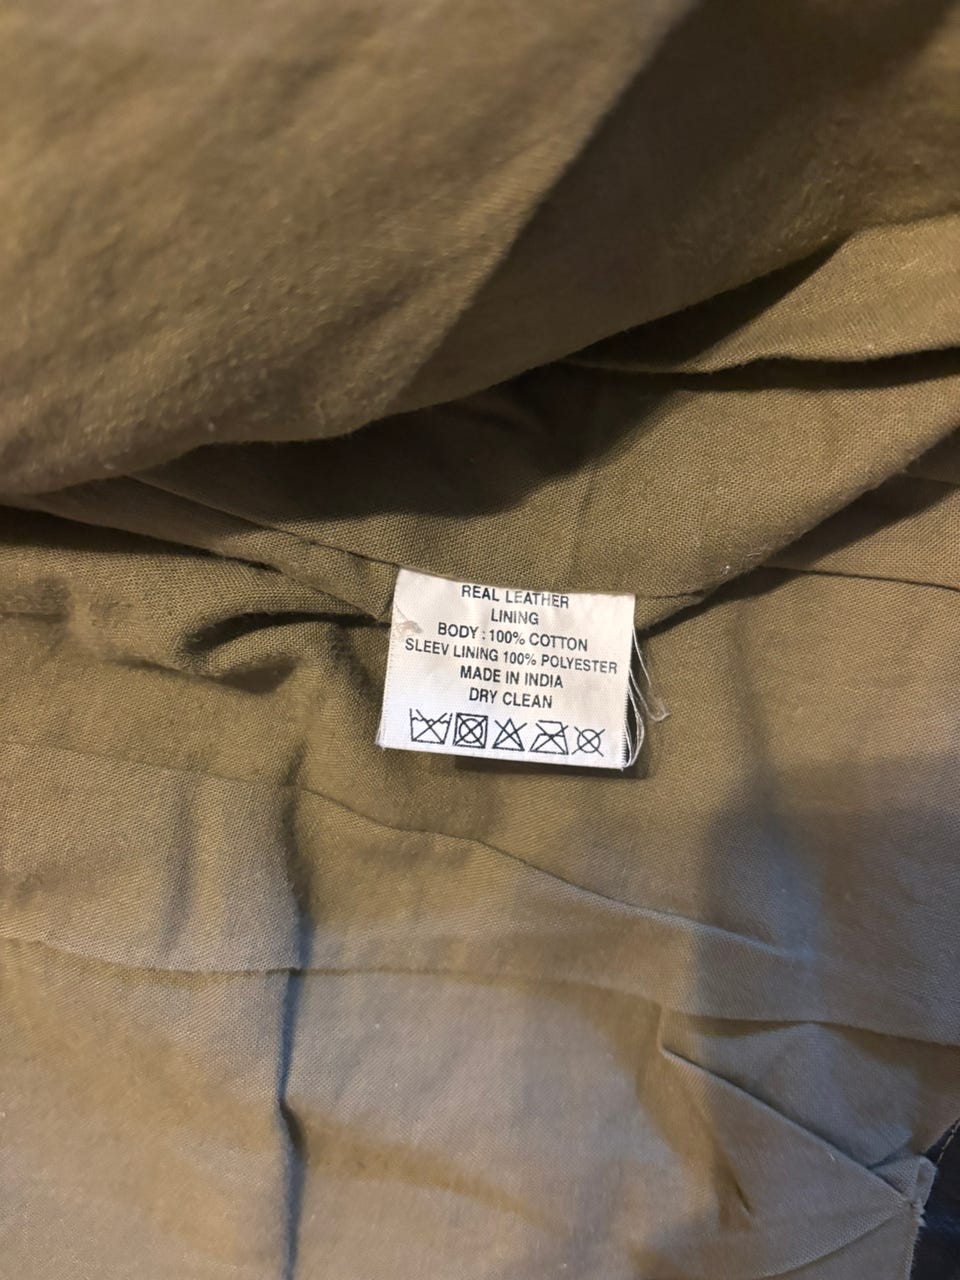 REAL LEATHER
LINING
BODY : 100% COTTON
SLEEV LINING 100% POLYESTER
MADE IN INDIA
DRY CLEAN